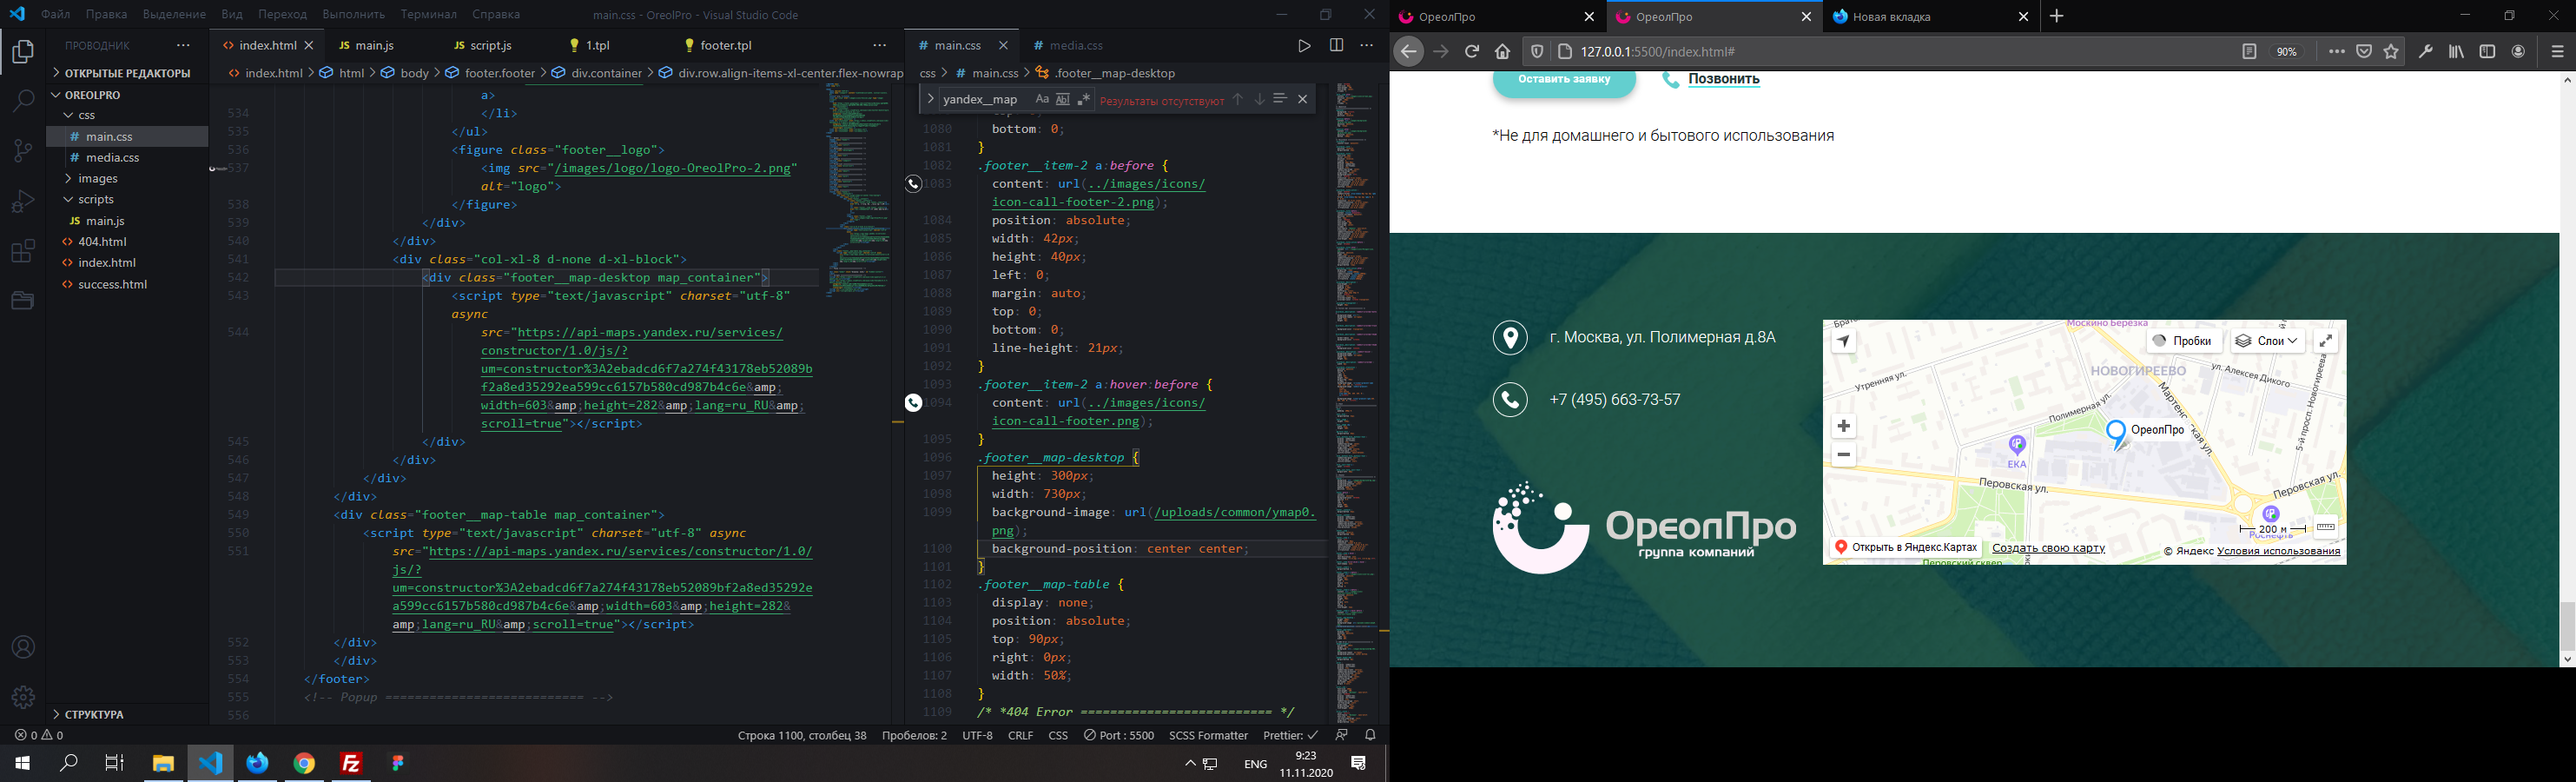 Файл Правка Выделение Вид Переход Выполнить Терминал Справка
main.css - OreolPro - Visual Studio Code
ПРОВОДНИК
ОТКРЫТЫЕ РЕДАКТОРЫ
OREOLPRO
css
# main.css
# media.css
images
scripts
JS main.js
<> 404.html
<> index.html
<> success.html
СТРУКТУРА
<> index.html
JS main.js
JS script.js
1.tpl
footer.tpl
<> index.html > html > body > footer.footer > div.container > div.row.align-items-xl-center.flex-nowrap
a>
534 </li>
535 </ul>
536 <figure class="footer__logo">
537 <img src="/images/logo/logo-OreolPro-2.png"
alt="logo">
538 </figure>
539 </div>
540 </div>
541 <div class="col-xl-8 d-none d-xl-block">
542 <div class="footer__map-desktop map_container">
543 <script type="text/javascript" charset="utf-8"
async
544 src="https://api-maps.yandex.ru/services/
constructor/1.0/js/?
um=constructor%3A2ebadcd6f7a274f43178eb52089b
f2a8ed35292ea599cc6157b580cd987b4c6e&amp;
width=603&amp;height=282&amp;lang=ru_RU&amp;
scroll=true"></script>
545 </div>
546 </div>
547 </div>
548 </div>
549 <div class="footer__map-table map_container">
550 <script type="text/javascript" charset="utf-8" async
551 src="https://api-maps.yandex.ru/services/constructor/1.0/
js/?
um=constructor%3A2ebadcd6f7a274f43178eb52089bf2a8ed35292e
a599cc6157b580cd987b4c6e&amp;width=603&amp;height=282&
amp;lang=ru_RU&amp;scroll=true"></script>
552 </div>
553 </div>
554 </footer>
555 <!-- Popup ========================== -->
556
# main.css
# media.css
css > # main.css > .footer__map-desktop
yandex__map Aa Результаты отсутствуют
1080 bottom: 0;
1081 }
1082 .footer__item-2 a:before {
1083 content: url(../images/icons/
icon-call-footer-2.png);
1084 position: absolute;
1085 width: 42px;
1086 height: 40px;
1087 left: 0;
1088 margin: auto;
1089 top: 0;
1090 bottom: 0;
1091 line-height: 21px;
1092 }
1093 .footer__item-2 a:hover:before {
1094 content: url(../images/icons/
icon-call-footer.png);
1095 }
1096 .footer__map-desktop {
1097 height: 300px;
1098 width: 730px;
1099 background-image: url(/uploads/common/ymap0.
png);
1100 background-position: center center;
1101 }
1102 .footer__map-table {
1103 display: none;
1104 position: absolute;
1105 top: 90px;
1106 right: 0px;
1107 width: 50%;
1108 }
1109 /* *404 Error ========================= */
0 0
Строка 1100, столбец 38 Пробелов: 2 UTF-8 CRLF CSS Port : 5500 SCSS Formatter Prettier: ✓
ENG
9:23
11.11.2020
ОреолПро
ОреолПро
Новая вкладка
127.0.0.1:5500/index.html#
90%
Оставить заявку
Позвонить
*Не для домашнего и бытового использования
г. Москва, ул. Полимерная д.8А
+7 (495) 663-73-57
ОреолПро
группа компаний
Москино Берёзка
Пробки
Слои
НОВОГИРЕЕВО
ул. Алексея Дикого
Утренняя ул.
Полимерная ул.
5-й просп. Новогиреева
ОреолПро
ЕКА
Перовская ул.
Перовская ул.
200 м
Роснефть
Открыть в Яндекс.Картах
Создать свою карту
© Яндекс Условия использования
Перовский сквер